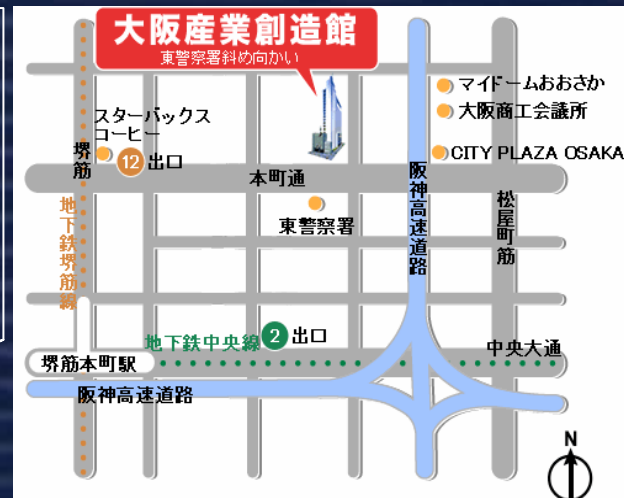 大阪産業創造館
東警察署斜め向かい
マイドームおおさか
大阪商工会議所
スターバックス
コーヒー
堺筋
12 出口
CITY PLAZA OSAKA
本町通
阪神高速道路
松屋町筋
地下鉄堺筋線
東警察署
2 出口
地下鉄中央線
中央大通
堺筋本町駅
阪神高速道路
N